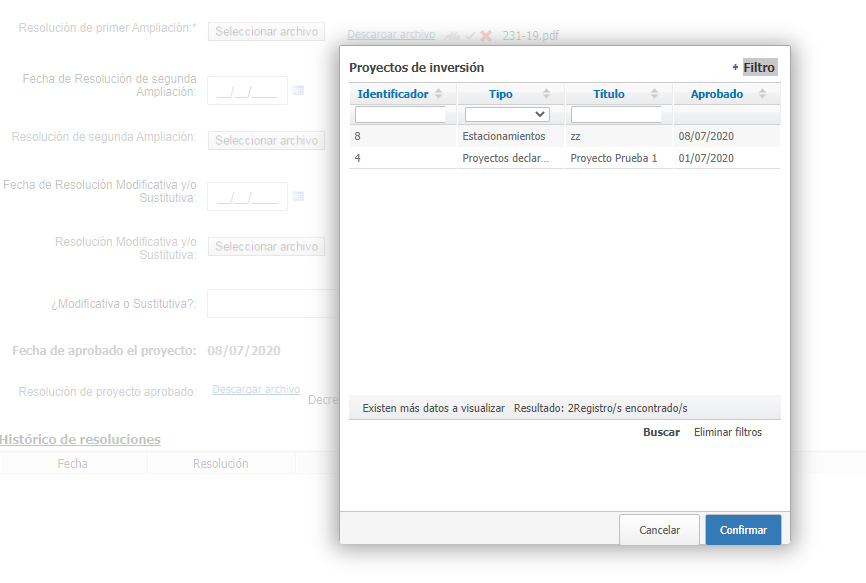 Resolución de primer Ampliación:*
Seleccionar archivo
Descargar archivo
231-19.pdf
Fecha de Resolución de segunda
Ampliación:
__/__/____
Resolución de segunda Ampliación:
Seleccionar archivo
Fecha de Resolución Modificativa y/o
Sustitutiva:
__/__/____
Resolución Modificativa y/o
Sustitutiva:
Seleccionar archivo
¿Modificativa o Sustitutiva?:
Fecha de aprobado el proyecto: 08/07/2020
Resolución de proyecto aprobado:
Descargar archivo
Decre
Histórico de resoluciones
Fecha Resolución
Proyectos de inversión
+ Filtro
Identificador Tipo Título Aprobado
8 Estacionamientos zz 08/07/2020
4 Proyectos declar... Proyecto Prueba 1 01/07/2020
Existen más datos a visualizar Resultado: 2Registro/s encontrado/s
Buscar Eliminar filtros
Cancelar Confirmar